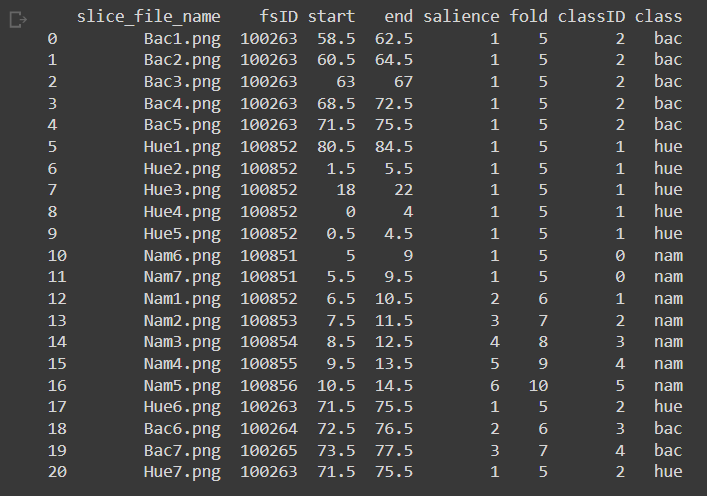 slice_file_name fsID start end salience fold classID class
0 Bac1.png 100263 58.5 62.5 1 5 2 bac
1 Bac2.png 100263 60.5 64.5 1 5 2 bac
2 Bac3.png 100263 63 67 1 5 2 bac
3 Bac4.png 100263 68.5 72.5 1 5 2 bac
4 Bac5.png 100263 71.5 75.5 1 5 2 bac
5 Hue1.png 100852 80.5 84.5 1 5 1 hue
6 Hue2.png 100852 1.5 5.5 1 5 1 hue
7 Hue3.png 100852 18 22 1 5 1 hue
8 Hue4.png 100852 0 4 1 5 1 hue
9 Hue5.png 100852 0.5 4.5 1 5 1 hue
10 Nam6.png 100851 5 9 1 5 0 nam
11 Nam7.png 100851 5.5 9.5 1 5 0 nam
12 Nam1.png 100852 6.5 10.5 2 6 1 nam
13 Nam2.png 100853 7.5 11.5 3 7 2 nam
14 Nam3.png 100854 8.5 12.5 4 8 3 nam
15 Nam4.png 100855 9.5 13.5 5 9 4 nam
16 Nam5.png 100856 10.5 14.5 6 10 5 nam
17 Hue6.png 100263 71.5 75.5 1 5 2 hue
18 Bac6.png 100264 72.5 76.5 2 6 3 bac
19 Bac7.png 100265 73.5 77.5 3 7 4 bac
20 Hue7.png 100263 71.5 75.5 1 5 2 hue